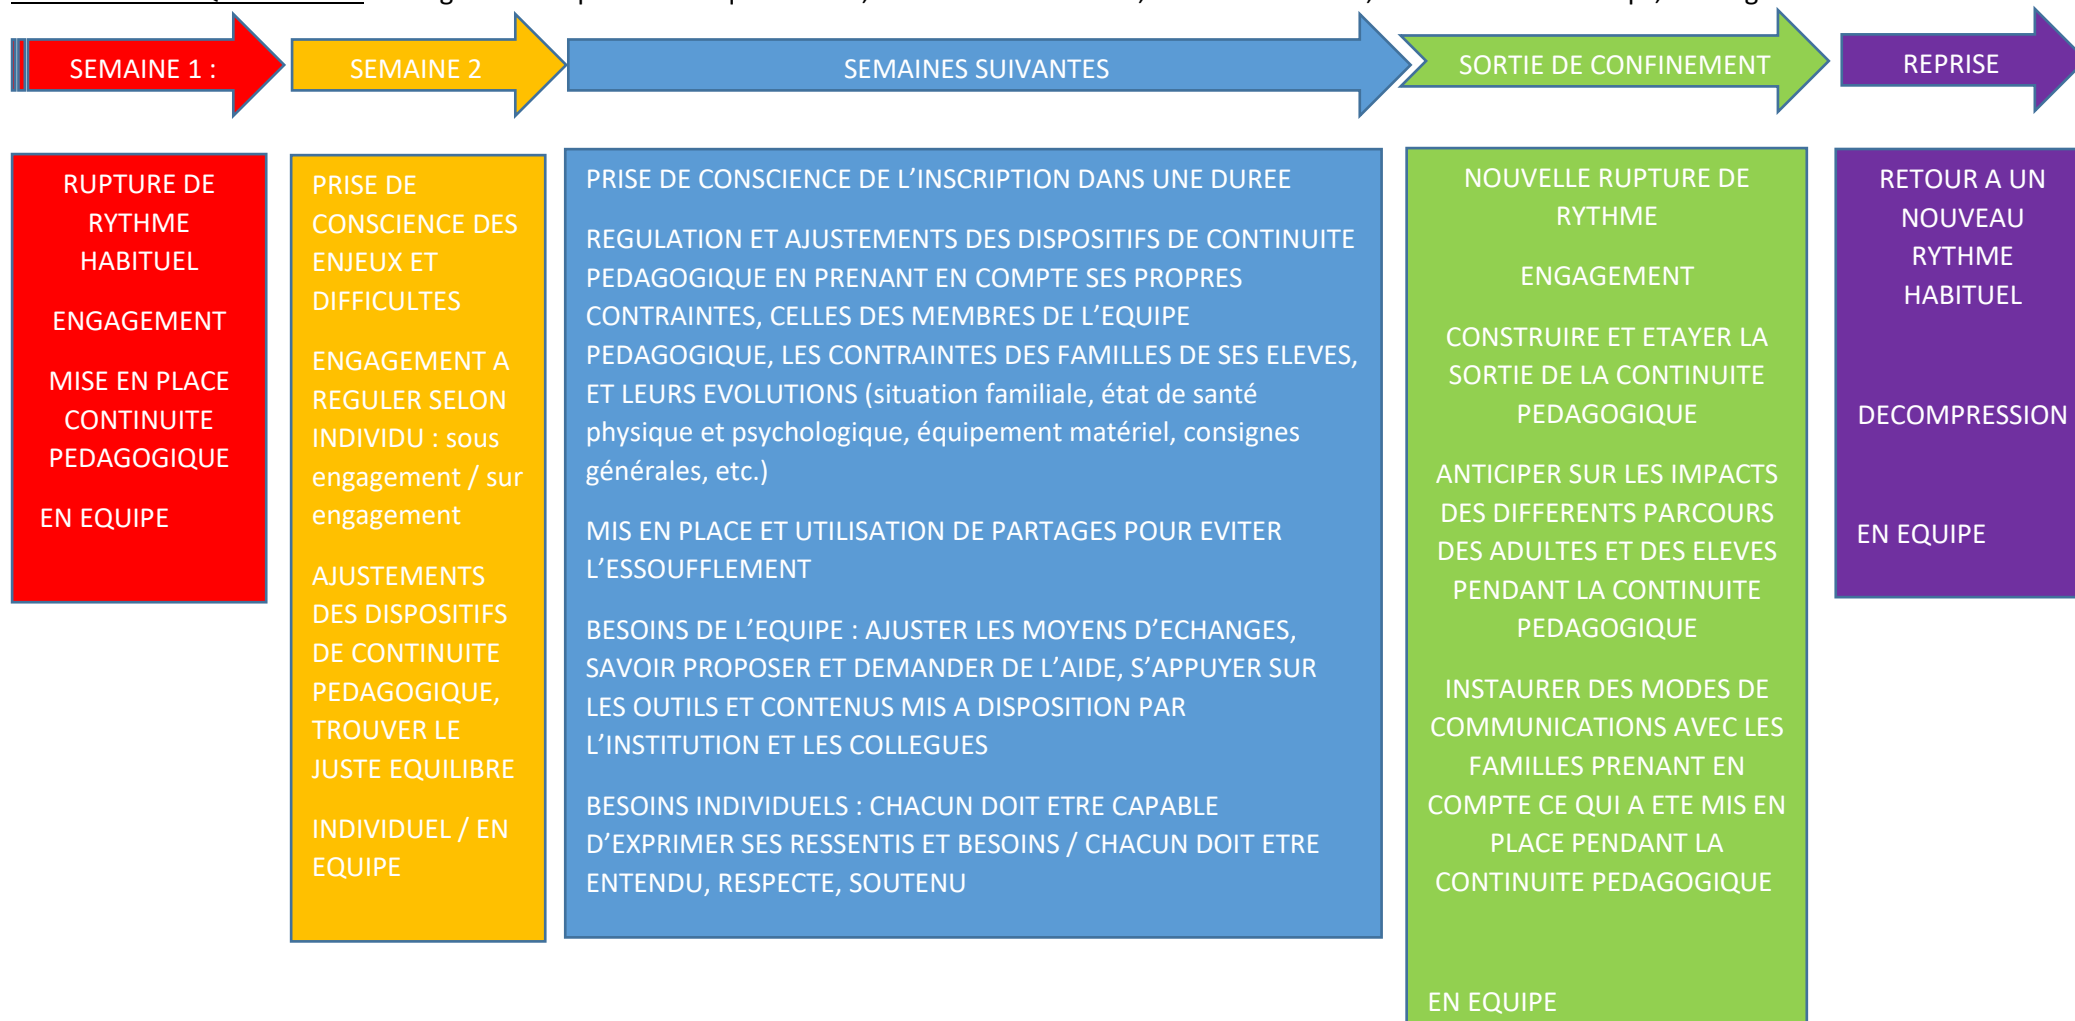 SEMAINE 1 :
SEMAINE 2
SEMAINES SUIVANTES
SORTIE DE CONFINEMENT
REPRISE
RUPTURE DE
RYTHME
HABITUEL
ENGAGEMENT
MISE EN PLACE
CONTINUITE
PEDAGOGIQUE
EN EQUIPE
PRISE DE
CONSCIENCE DES
ENJEUX ET
DIFFICULTES
ENGAGEMENT A
REGULER SELON
INDIVIDU : sous
engagement / sur
engagement
AJUSTEMENTS
DES DISPOSITIFS
DE CONTINUITE
PEDAGOGIQUE,
TROUVER LE
JUSTE EQUILIBRE
INDIVIDUEL / EN
EQUIPE
PRISE DE CONSCIENCE DE L’INSCRIPTION DANS UNE DUREE
REGULATION ET AJUSTEMENTS DES DISPOSITIFS DE CONTINUITE
PEDAGOGIQUE EN PRENANT EN COMPTE SES PROPRES
CONTRAINTES, CELLES DES MEMBRES DE L’EQUIPE
PEDAGOGIQUE, LES CONTRAINTES DES FAMILLES DE SES ELEVES,
ET LEURS EVOLUTIONS (situation familiale, état de santé
physique et psychologique, équipement matériel, consignes
générales, etc.)
MIS EN PLACE ET UTILISATION DE PARTAGES POUR EVITER
L’ESSOUFFLEMENT
BESOINS DE L’EQUIPE : AJUSTER LES MOYENS D’ECHANGES,
SAVOIR PROPOSER ET DEMANDER DE L’AIDE, S’APPUYER SUR
LES OUTILS ET CONTENUS MIS A DISPOSITION PAR
L’INSTITUTION ET LES COLLEGUES
BESOINS INDIVIDUELS : CHACUN DOIT ETRE CAPABLE
D’EXPRIMER SES RESSENTIS ET BESOINS / CHACUN DOIT ETRE
ENTENDU, RESPECTE, SOUTENU
NOUVELLE RUPTURE DE
RYTHME
ENGAGEMENT
CONSTRUIRE ET ETAYER LA
SORTIE DE LA CONTINUITE
PEDAGOGIQUE
ANTICIPER SUR LES IMPACTS
DES DIFFERENTS PARCOURS
DES ADULTES ET DES ELEVES
PENDANT LA CONTINUITE
PEDAGOGIQUE
INSTAURER DES MODES DE
COMMUNICATIONS AVEC LES
FAMILLES PRENANT EN
COMPTE CE QUI A ETE MIS EN
PLACE PENDANT LA
CONTINUITE PEDAGOGIQUE
EN EQUIPE
RETOUR A UN
NOUVEAU
RYTHME
HABITUEL
DECOMPRESSION
EN EQUIPE